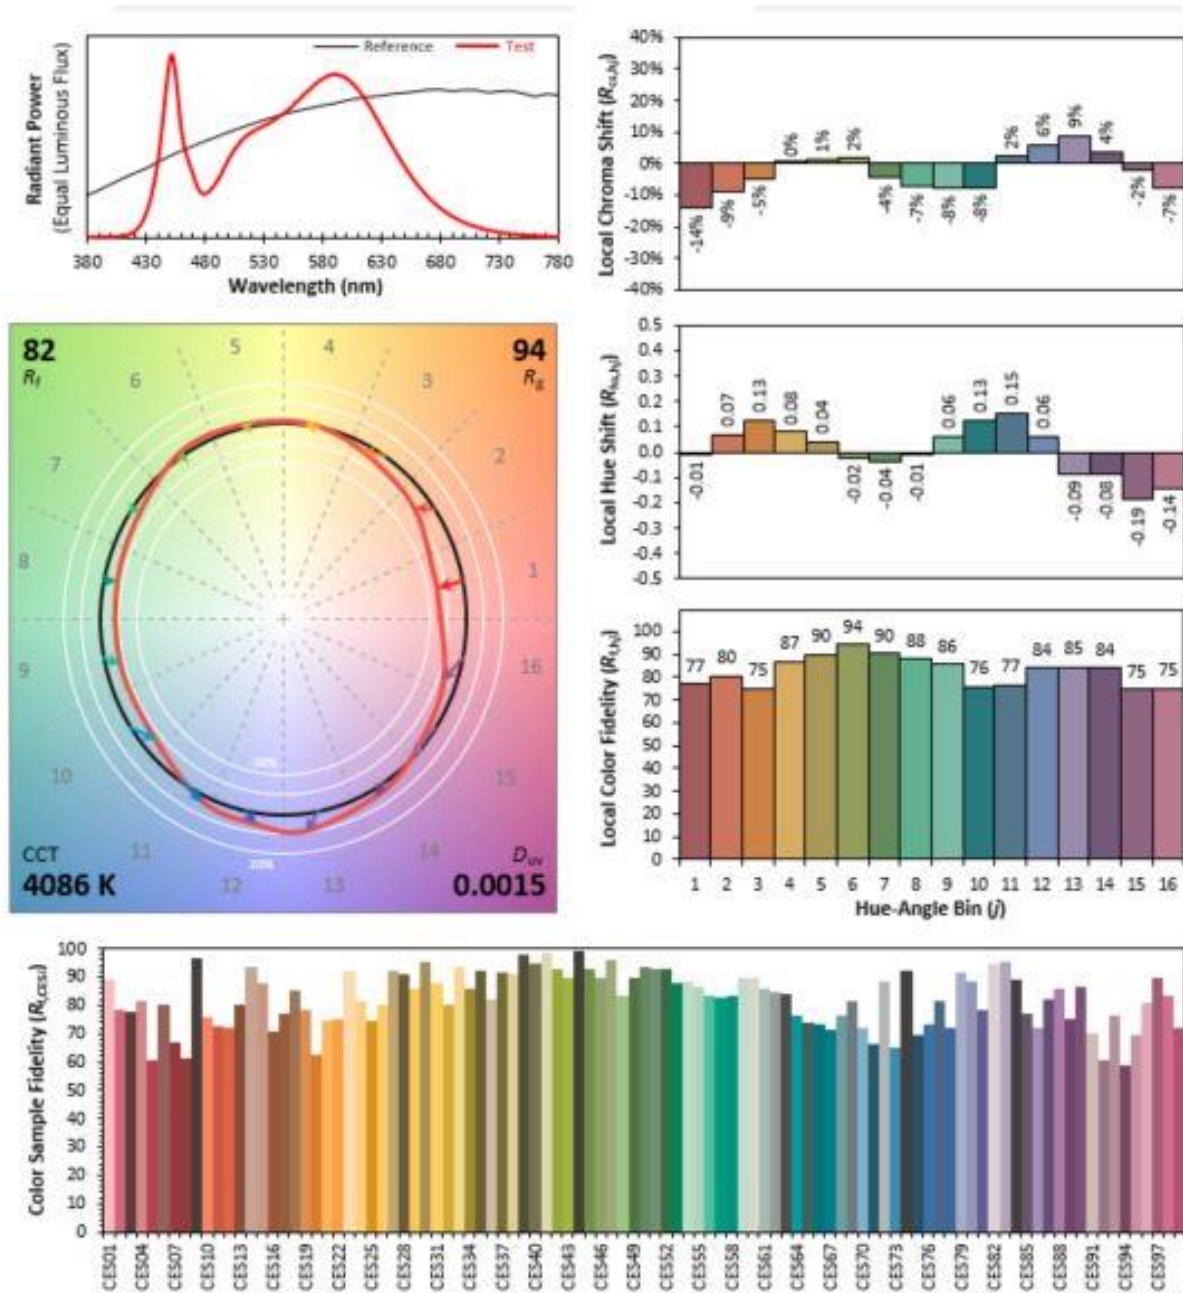 Radiant Power
(Equal Luminous Flux)
Reference
Test
380 430 480 530 580 630 680 730 780
Wavelength (nm)
Local Chroma Shift (Rcs,hj)
40%
30%
20%
10%
0%
-10%
-20%
-30%
-40%
-14% -9% -5% 0% 1% 2% -4% -7% -8% -8% 2% 6% 9% 4% -2% -7%
82
Rf
94
Rg
5 4
6 3
7 2
8 1
9 16
10 15
11 14
12 13
20%
CCT
4086 K
Duv
0.0015
Local Hue Shift (Rhs,hj)
0.5
0.4
0.3
0.2
0.1
0.0
-0.1
-0.2
-0.3
-0.4
-0.5
-0.01 0.07 0.13 0.08 0.04 -0.02 -0.04 -0.01 0.06 0.13 0.15 0.06 -0.09 -0.08 -0.19 -0.14
Local Color Fidelity (Rf,hj)
100
90
80
70
60
50
40
30
20
10
0
77 80 75 87 90 94 90 88 86 76 77 84 85 84 75 75
1 2 3 4 5 6 7 8 9 10 11 12 13 14 15 16
Hue-Angle Bin (j)
Color Sample Fidelity (Rf,CESi)
100
90
80
70
60
50
40
30
20
10
0
CES01 CES04 CES07 CES10 CES13 CES16 CES19 CES22 CES25 CES28 CES31 CES34 CES37 CES40 CES43 CES46 CES49 CES52 CES55 CES58 CES61 CES64 CES67 CES70 CES73 CES76 CES79 CES82 CES85 CES88 CES91 CES94 CES97